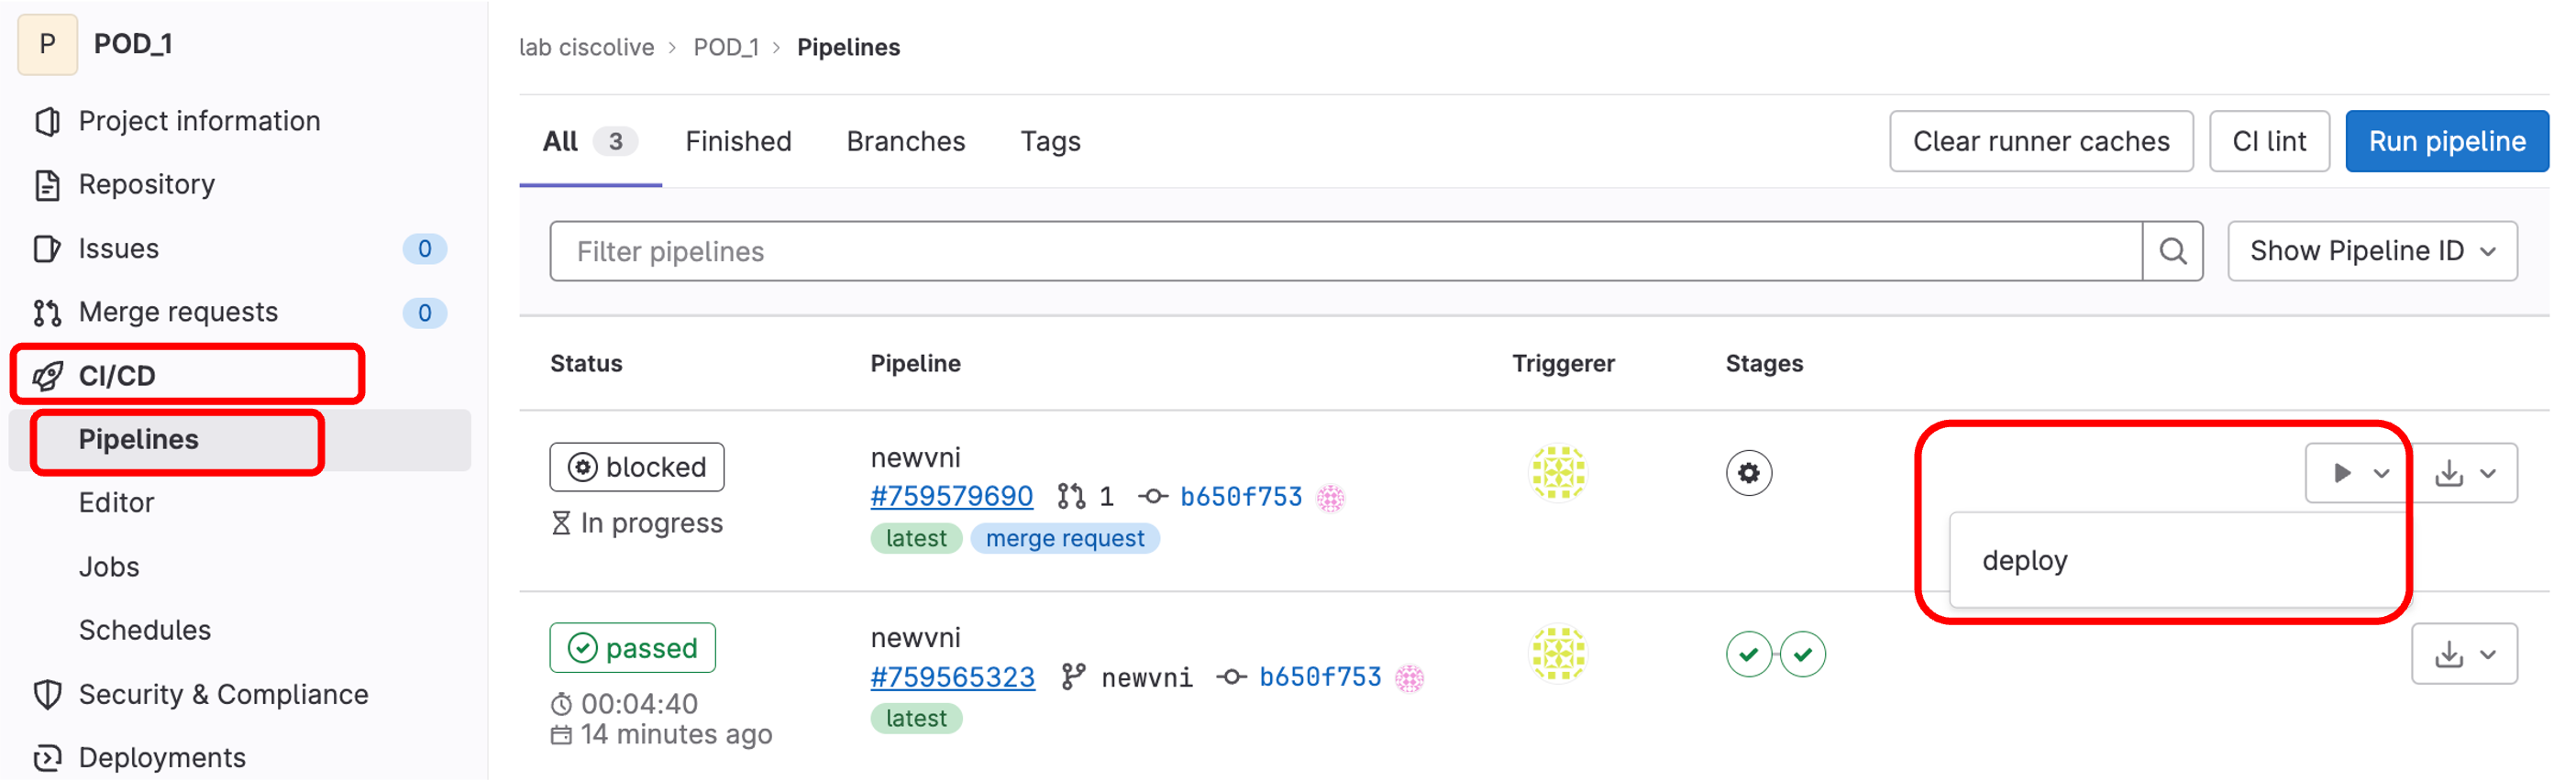 P POD_1
Project information
Repository
Issues 0
Merge requests 0
CI/CD
Pipelines
Editor
Jobs
Schedules
Security & Compliance
Deployments
lab ciscolive > POD_1 > Pipelines
All 3 Finished Branches Tags Clear runner caches CI lint Run pipeline
Filter pipelines Show Pipeline ID
Status Pipeline Triggerer Stages
blocked newvni
#759579690 1 b650f753
In progress
latest merge request
deploy
passed newvni
#759565323 newvni b650f753
00:04:40 latest
14 minutes ago